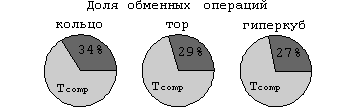 Доля обменных операций
кольцо тор гиперкуб
34% 29% 27%
Tcomp Tcomp Tcomp